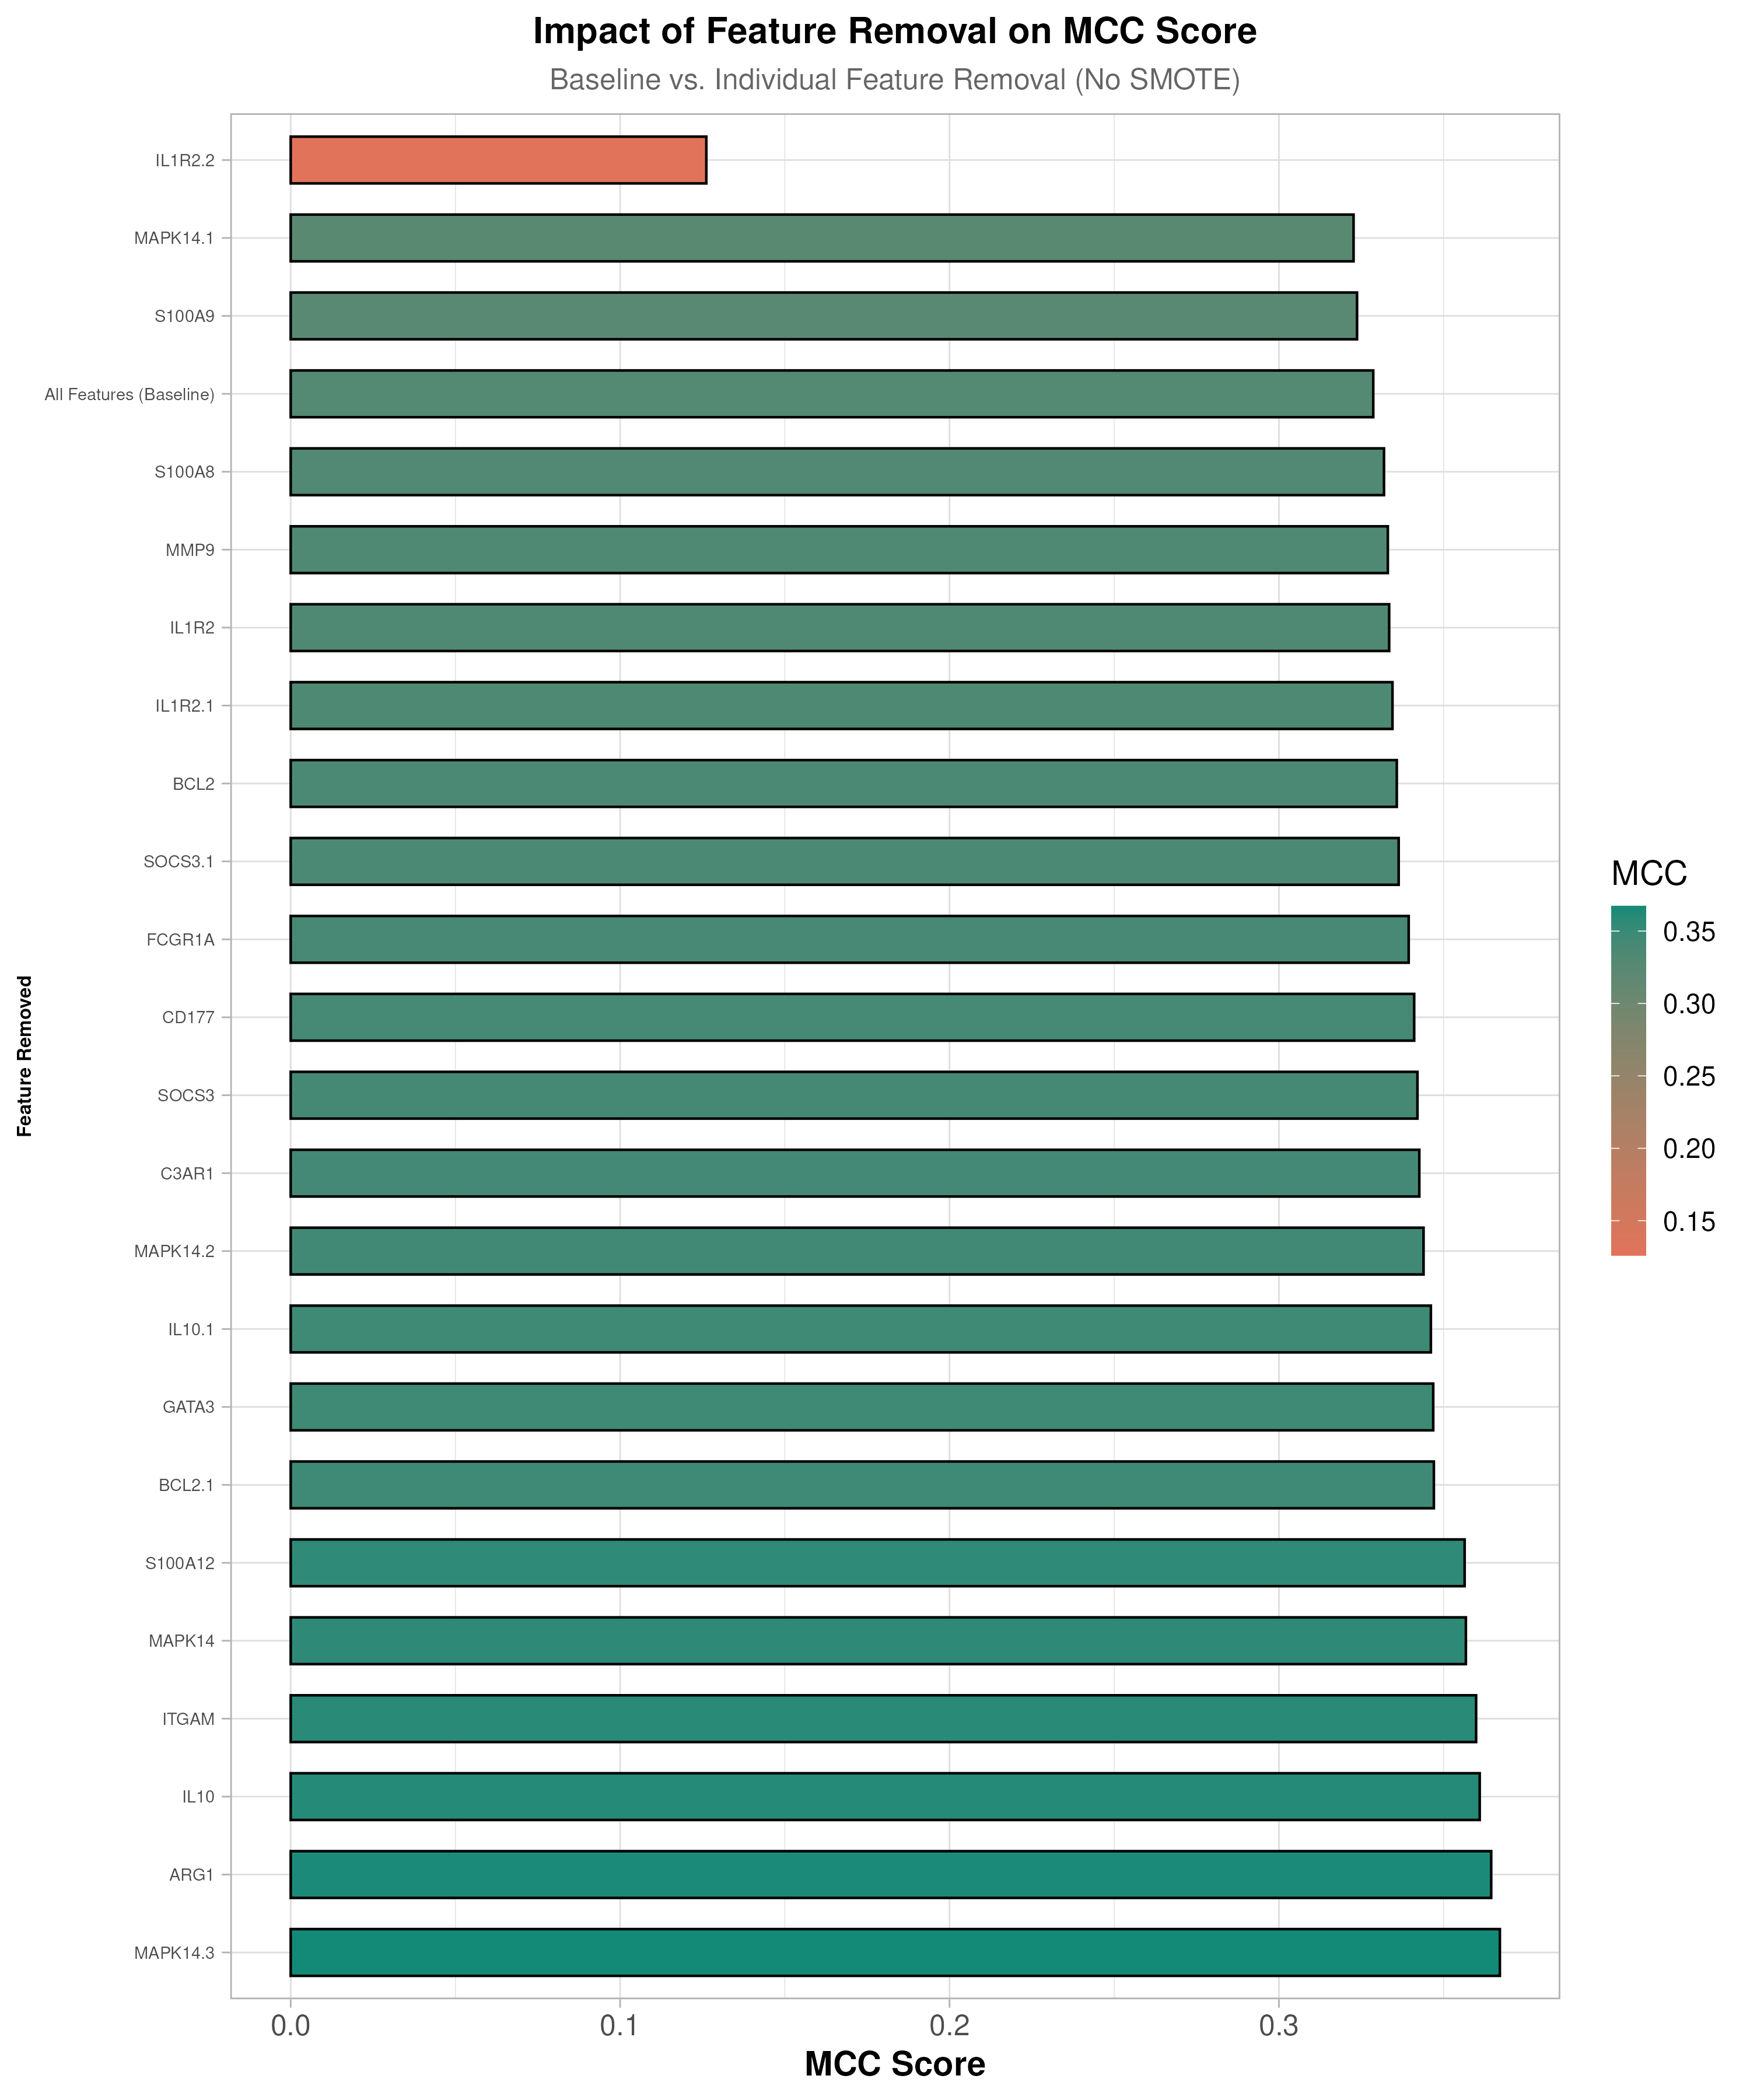 Impact of Feature Removal on MCC Score
Baseline vs. Individual Feature Removal (No SMOTE)
Feature Removed
IL1R2.2
MAPK14.1
S100A9
All Features (Baseline)
S100A8
MMP9
IL1R2
IL1R2.1
BCL2
SOCS3.1
FCGR1A
CD177
SOCS3
C3AR1
MAPK14.2
IL10.1
GATA3
BCL2.1
S100A12
MAPK14
ITGAM
IL10
ARG1
MAPK14.3
0.0 0.1 0.2 0.3
MCC Score
MCC
0.35
0.30
0.25
0.20
0.15